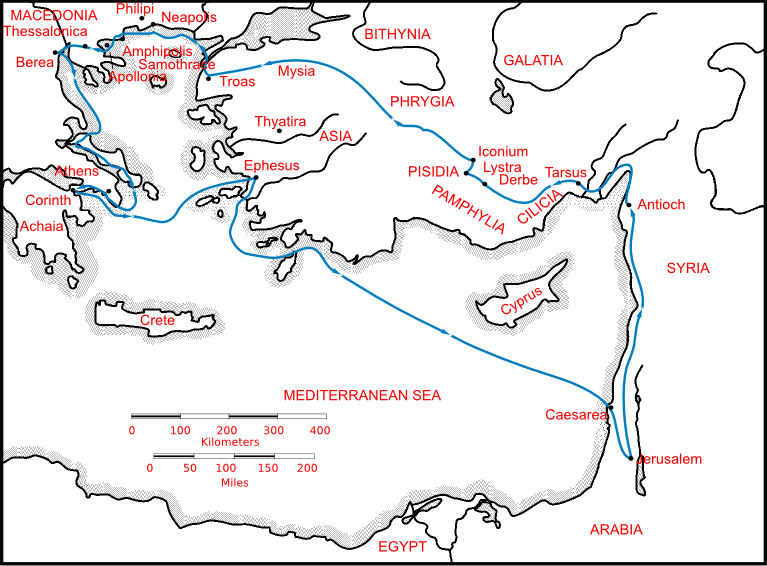 Philipi
MACEDONIA
Neapolis
Thessalonica
BITHYNIA
Amphipolis
Berea
Samothrace
GALATIA
Apollonia
Troas
Mysia
PHRYGIA
Thyatira
ASIA
Iconium
Ephesus
Lystra
Athens
PISIDIA
Tarsus
Derbe
Corinth
PAMPHYLIA
CILICIA
Antioch
Achaia
SYRIA
Cyprus
Crete
MEDITERRANEAN SEA
Caesarea
0 100 200 300 400
Kilometers
0 50 100 150 200
Miles
Jerusalem
ARABIA
EGYPT